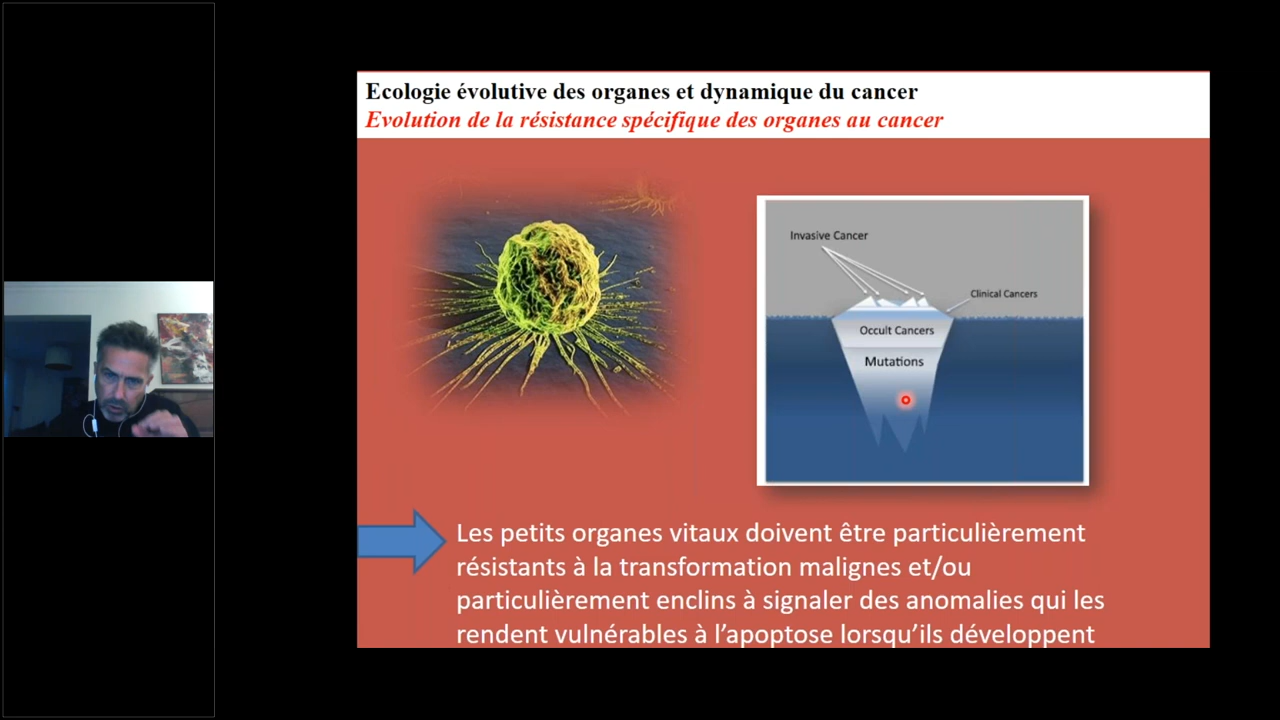 Ecologie évolutive des organes et dynamique du cancer
Evolution de la résistance spécifique des organes au cancer
Invasive Cancer
Clinical Cancers
Occult Cancers
Mutations
Les petits organes vitaux doivent être particulièrement
résistants à la transformation malignes et/ou
particulièrement enclins à signaler des anomalies qui les
rendent vulnérables à l’apoptose lorsqu’ils développent